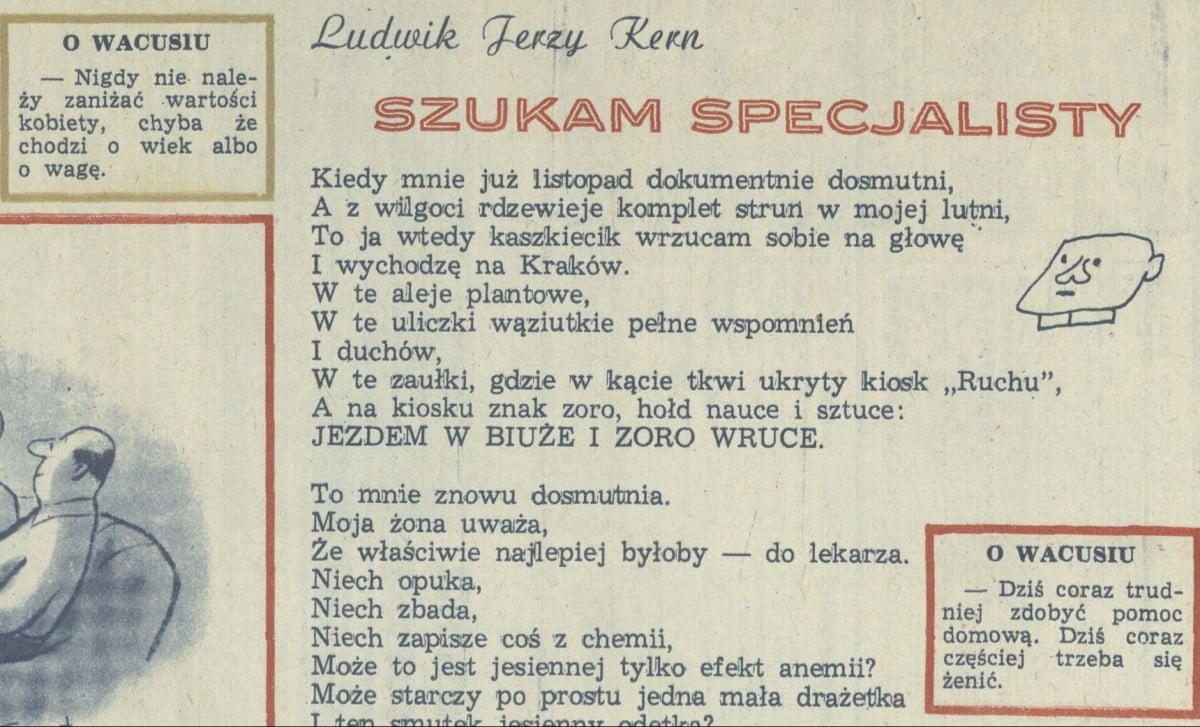 O WACUSIU
— Nigdy nie nale-
ży zaniżać wartości
kobiety, chyba że
chodzi o wiek albo
o wagę.
Ludwik Jerzy Kern
SZUKAM SPECJALISTY
Kiedy mnie już listopad dokumentnie dosmutni,
A z wilgoci rdzewieje komplet strun w mojej lutni,
To ja wtedy kaszkiecik wrzucam sobie na głowę
I wychodzę na Kraków.
W te aleje plantowe,
W te uliczki wąziutkie pełne wspomnień
I duchów,
W te zaułki, gdzie w kącie tkwi ukryty kiosk „Ruchu”,
A na kiosku znak zoro, hołd nauce i sztuce:
JEZDEM W BIUŻE I ZORO WRUCE.
To mnie znowu dosmutnia.
Moja żona uważa,
Że właściwie najlepiej byłoby — do lekarza.
Niech opuka,
Niech zbada,
Niech zapisze coś z chemii,
Może to jest jesiennej tylko efekt anemii?
Może starczy po prostu jedna mała drażetka
I ten smutek jesienny odetka?
O WACUSIU
— Dziś coraz trud-
niej zdobyć pomoc
domową. Dziś coraz
częściej trzeba się
żenić.